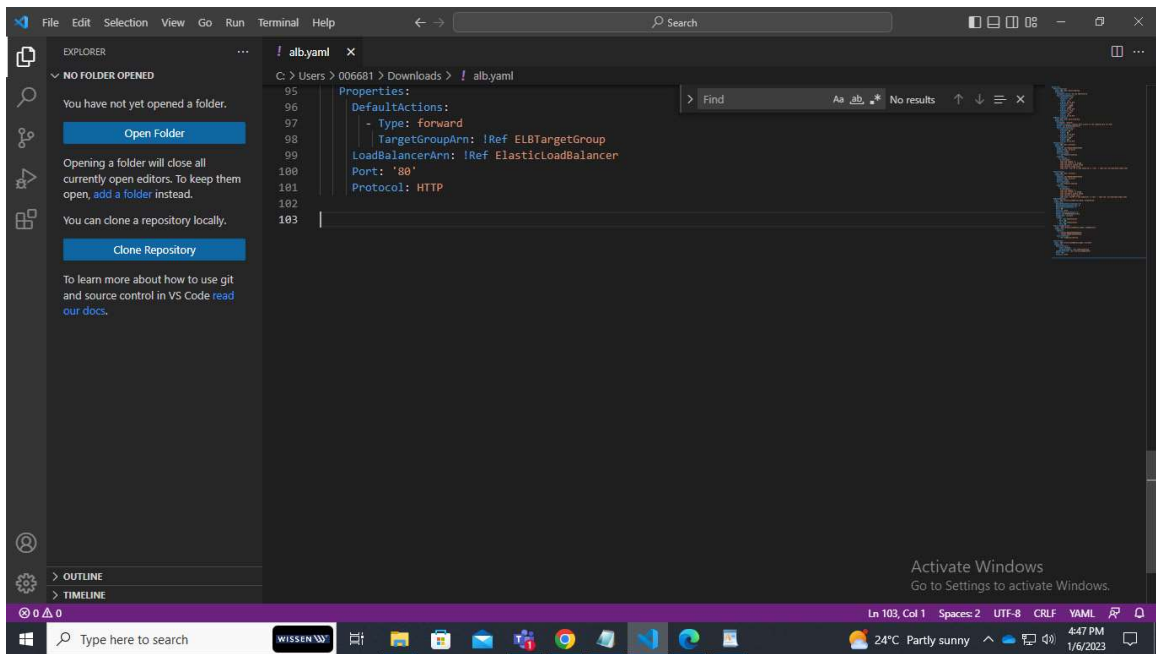 File Edit Selection View Go Run Terminal Help
Search
EXPLORER
NO FOLDER OPENED
You have not yet opened a folder.
Open Folder
Opening a folder will close all
currently open editors. To keep them
open, add a folder instead.
You can clone a repository locally.
Clone Repository
To learn more about how to use git
and source control in VS Code read
our docs.
OUTLINE
TIMELINE
! alb.yaml
C: > Users > 006681 > Downloads > ! alb.yaml
Find Aa ab .* No results
95 Properties:
96 DefaultActions:
97 - Type: forward
98 TargetGroupArn: !Ref ELBTargetGroup
99 LoadBalancerArn: !Ref ElasticLoadBalancer
100 Port: '80'
101 Protocol: HTTP
102
103
Activate Windows
Go to Settings to activate Windows.
0 0
Ln 103, Col 1 Spaces: 2 UTF-8 CRLF YAML
Type here to search
WISSEN
24°C Partly sunny
4:47 PM
1/6/2023